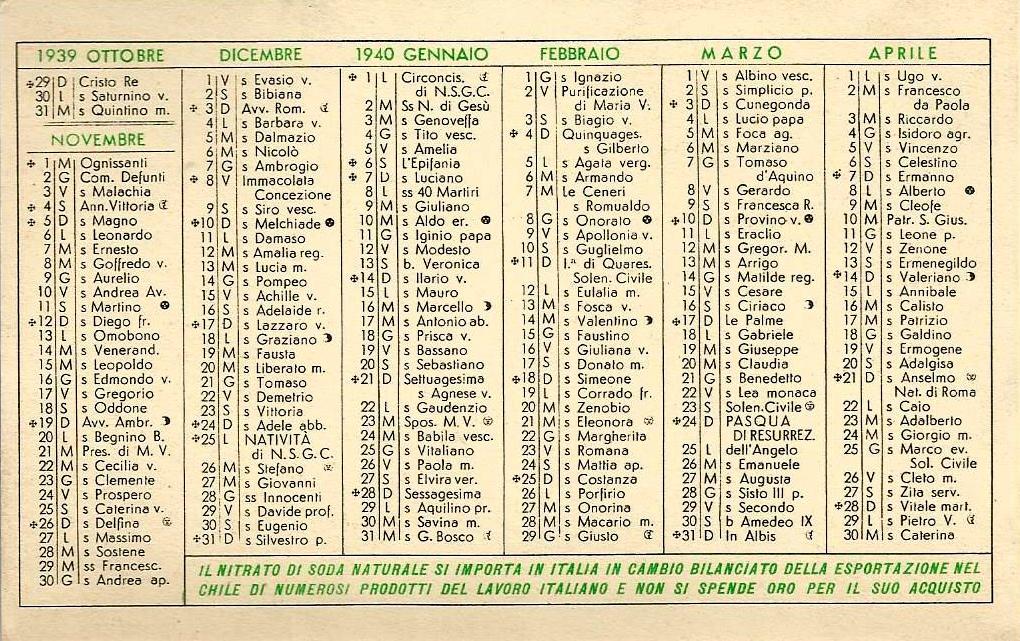 1939 OTTOBRE
✠29 D Cristo Re
30 L s Saturnino v.
31 M s Quintino m.
NOVEMBRE
✠ 1 M Ognissanti
2 G Com. Defunti
3 V s Malachia
✠ 4 S Ann.Vittoria
✠ 5 D s Magno
6 L s Leonardo
7 M s Ernesto
8 M s Goffredo v.
9 G s Aurelio
10 V s Andrea Av.
11 S s Martino
✠12 D s Diego fr.
13 L s Omobono
14 M s Venerand.
15 M s Leopoldo
16 G s Edmondo v.
17 V s Gregorio
18 S s Oddone
✠19 D Avv. Ambr.
20 L s Begnino B.
21 M Pres. di M. V.
22 M s Cecilia v.
23 G s Clemente
24 V s Prospero
25 S s Caterina v.
✠26 D s Delfina
27 L s Massimo
28 M s Sostene
29 M ss Francesc.
30 G s Andrea ap.
DICEMBRE
1 V s Evasio v.
2 S s Bibiana
✠ 3 D Avv. Rom.
4 L s Barbara v.
5 M s Dalmazio
6 M s Nicolò
7 G s Ambrogio
✠ 8 V Immacolata
Concezione
9 S s Siro vesc.
✠10 D s Melchiade
11 L s Damaso
12 M s Amalia reg.
13 M s Lucia m.
14 G s Pompeo
15 V s Achille v.
16 S s Adelaide r.
✠17 D s Lazzaro v.
18 L s Graziano
19 M s Fausta
20 M s Liberato m.
21 G s Tomaso
22 V s Demetrio
23 S s Vittoria
✠24 D s Adele abb.
✠25 L NATIVITÀ
di N. S. G. C.
26 M s Stefano
27 M s Giovanni
28 G ss Innocenti
29 V s Davide prof.
30 S s Eugenio
✠31 D s Silvestro p.
1940 GENNAIO
✠ 1 L Circoncis.
di N.S.G.C.
2 M Ss N. di Gesù
3 M s Genoveffa
4 G s Tito vesc.
5 V s Amelia
✠ 6 S L'Epifania
✠ 7 D s Luciano
8 L ss 40 Martiri
9 M s Giuliano
10 M s Aldo er.
11 G s Iginio papa
12 V s Modesto
13 S b. Veronica
✠14 D s Ilario v.
15 L s Mauro
16 M s Marcello
17 M s Antonio ab.
18 G s Prisca v.
19 V s Bassano
20 S s Sebastiano
✠21 D Settuagesima
s Agnese v.
22 L s Gaudenzio
23 M Spos. M. V.
24 M s Babila vesc.
25 G s Vitaliano
26 V s Paola m.
27 S s Elvira ver.
✠28 D Sessagesima
29 L s Aquilino pr.
30 M s Savina m.
31 M s G. Bosco
FEBBRAIO
1 G s Ignazio
2 V Purificazione
di Maria V.
3 S s Biagio v.
✠ 4 D Quinquages.
s Gilberto
5 L s Agata verg.
6 M s Armando
7 M le Ceneri
s Romualdo
8 G s Onorato
9 V s Apollonia v.
10 S s Guglielmo
✠11 D I.ª di Quares.
Solen. Civile
12 L s Eulalia m.
13 M s Fosca v.
14 M s Valentino
15 G s Faustino
16 V s Giuliana v.
17 S s Donato m.
✠18 D s Simeone
19 L s Corrado fr.
20 M s Zenobio
21 M s Eleonora
22 G s Margherita
23 V s Romana
24 S s Mattia ap.
✠25 D s Costanza
26 L s Porfirio
27 M s Onorina
28 M s Macario m.
29 G s Giusto
MARZO
1 V s Albino vesc.
2 S s Simplicio p.
✠ 3 D s Cunegonda
4 L s Lucio papa
5 M s Foca ag.
6 M s Marziano
7 G s Tomaso
d'Aquino
8 V s Gerardo
9 S s Francesca R.
✠10 D s Provino v.
11 L s Eraclio
12 M s Gregor. M.
13 M s Arrigo
14 G s Matilde reg.
15 V s Cesare
16 S s Ciriaco
✠17 D Le Palme
18 L s Gabriele
19 M s Giuseppe
20 M s Claudia
21 G s Benedetto
22 V s Lea monaca
23 S Solen.Civile
✠24 D PASQUA
DI RESURREZ.
25 L dell'Angelo
26 M s Emanuele
27 M s Augusta
28 G s Sisto III p.
29 V s Secondo
30 S b Amedeo IX
✠31 D In Albis
APRILE
1 L s Ugo v.
2 M s Francesco
da Paola
3 M s Riccardo
4 G s Isidoro agr.
5 V s Vincenzo
6 S s Celestino
✠ 7 D s Ermanno
8 L s Alberto
9 M s Cleofe
10 M Patr. S. Gius.
11 G s Leone p.
12 V s Zenone
13 S s Ermenegildo
✠14 D s Valeriano
15 L s Annibale
16 M s Calisto
17 M s Patrizio
18 G s Galdino
19 V s Ermogene
20 S s Adalgisa
✠21 D s Anselmo
Nat. di Roma
22 L s Caio
23 M s Adalberto
24 M s Giorgio m.
25 G s Marco ev.
Sol. Civile
26 V s Cleto m.
27 S s Zita serv.
✠28 D s Vitale mart.
29 L s Pietro V.
30 M s Caterina
IL NITRATO DI SODA NATURALE SI IMPORTA IN ITALIA IN CAMBIO BILANCIATO DELLA ESPORTAZIONE NEL
CHILE DI NUMEROSI PRODOTTI DEL LAVORO ITALIANO E NON SI SPENDE ORO PER IL SUO ACQUISTO